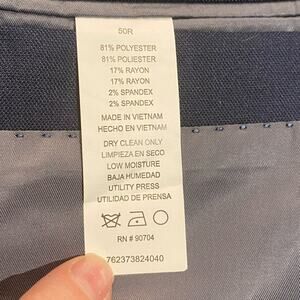 50R
81% POLYESTER
81% POLIESTER
17% RAYON
17% RAYON
2% SPANDEX
2% SPANDEX
MADE IN VIETNAM
HECHO EN VIETNAM
DRY CLEAN ONLY
LIMPIEZA EN SECO
LOW MOISTURE
BAJA HUMEDAD
UTILITY PRESS
UTILIDAD DE PRENSA
RN # 90704
762373824040